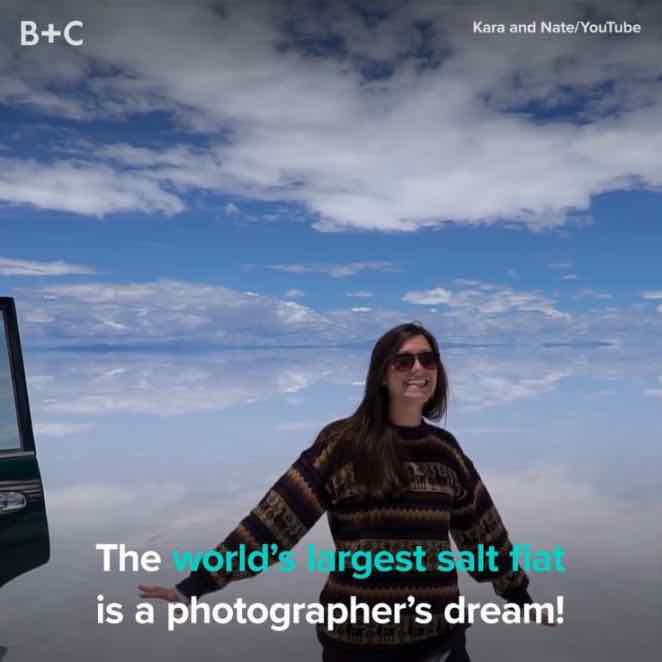 B+C
Kara and Nate/YouTube
The world's largest salt flat
is a photographer's dream!